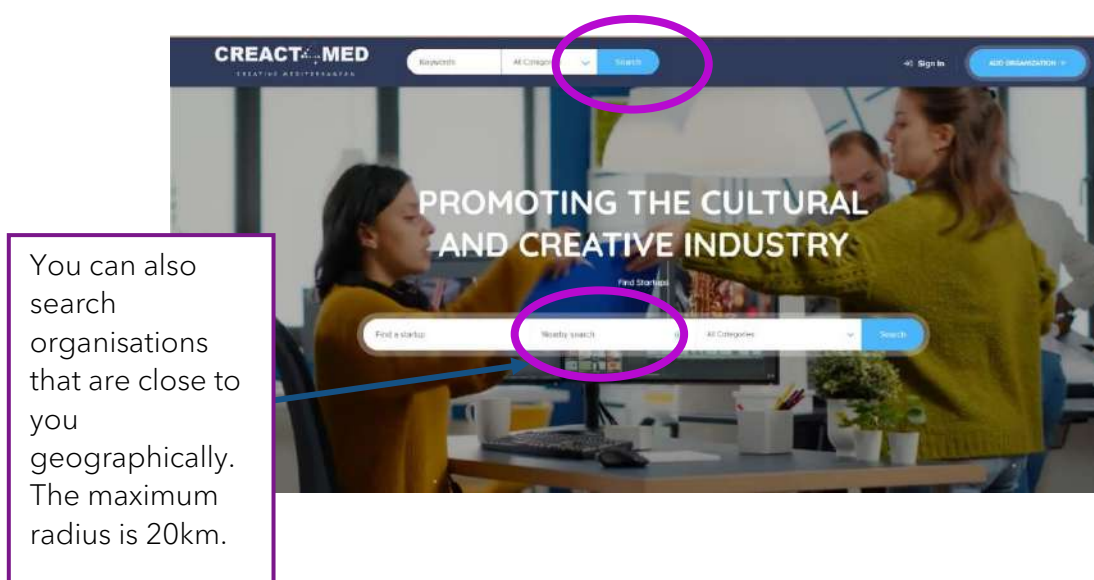 CREACT4MED
CREATIVE MEDITERRANEAN
Keywords
All Categories
Search
Sign In
ADD ORGANIZATION +
PROMOTING THE CULTURAL
AND CREATIVE INDUSTRY
Find Startups
Find a startup
Nearby search
All Categories
Search
You can also
search
organisations
that are close to
you
geographically.
The maximum
radius is 20km.